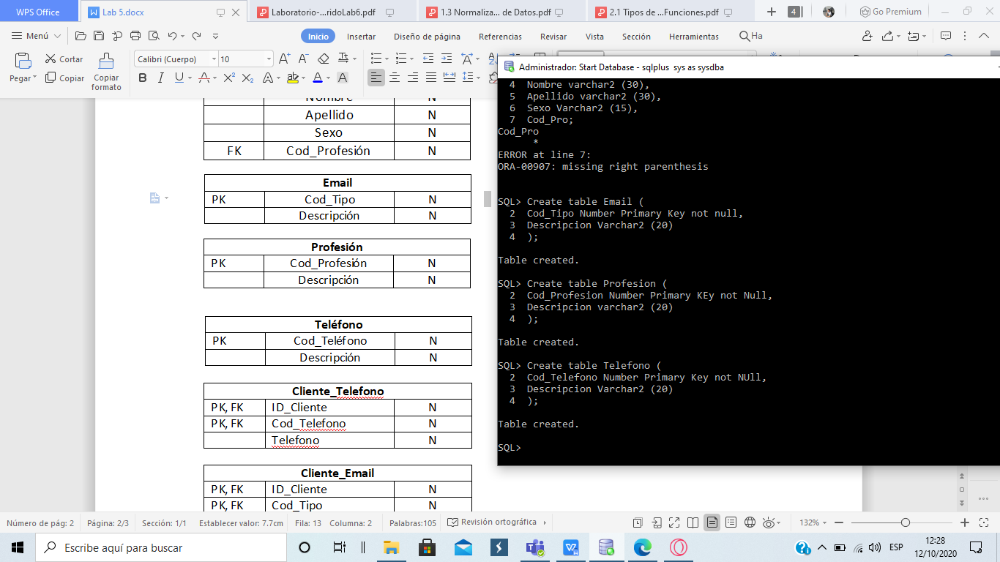 WPS Office
Lab 5.docx
Laboratorio-...ridoLab6.pdf
1.3 Normaliza... de Datos.pdf
2.1 Tipos de ...Funciones.pdf
4
Go Premium
Menú
Inicio
Insertar
Diseño de página
Referencias
Revisar
Vista
Sección
Herramientas
Ha
Pegar
Cortar
Copiar
Copiar
formato
Calibri (Cuerpo)
10
Administrador: Start Database - sqlplus sys as sysdba
Nombre N
Apellido N
Sexo N
FK Cod_Profesión N
Email
PK Cod_Tipo N
Descripción N
Profesión
PK Cod_Profesión N
Descripción N
Teléfono
PK Cod_Teléfono N
Descripción N
Cliente_Telefono
PK, FK ID_Cliente N
PK, FK Cod_Telefono N
Telefono N
Cliente_Email
PK, FK ID_Cliente N
PK, FK Cod_Tipo N
4 Nombre varchar2 (30),
5 Apellido varchar2 (30),
6 Sexo Varchar2 (15),
7 Cod_Pro;
Cod_Pro
*
ERROR at line 7:
ORA-00907: missing right parenthesis
SQL> Create table Email (
2 Cod_Tipo Number Primary Key not null,
3 Descripcion Varchar2 (20)
4 );
Table created.
SQL> Create table Profesion (
2 Cod_Profesion Number Primary KEy not Null,
3 Descripcion varchar2 (20)
4 );
Table created.
SQL> Create table Telefono (
2 Cod_Telefono Number Primary Key not NUll,
3 Descripcion Varchar2 (20)
4 );
Table created.
SQL>
Número de pág: 2
Página: 2/3
Sección: 1/1
Establecer valor: 7.7cm
Fila: 13
Columna: 2
Palabras:105
Revisión ortográfica
132%
Escribe aquí para buscar
ESP
12:28
12/10/2020